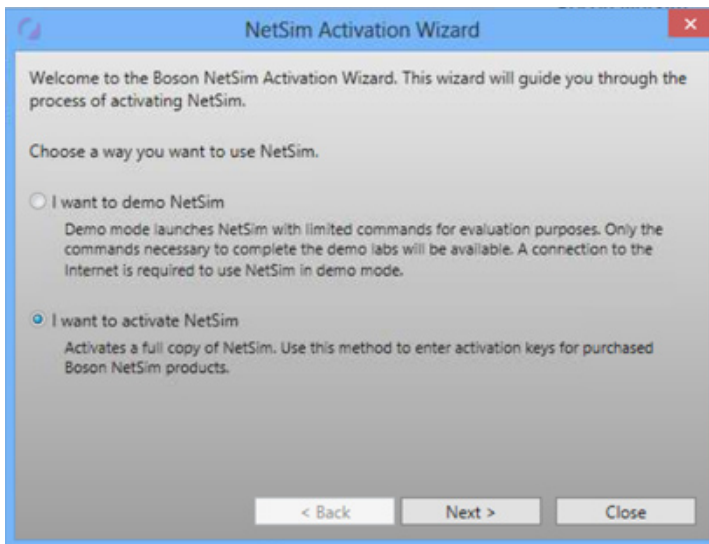 NetSim Activation Wizard
Welcome to the Boson NetSim Activation Wizard. This wizard will guide you through the
process of activating NetSim.
Choose a way you want to use NetSim.
I want to demo NetSim
Demo mode launches NetSim with limited commands for evaluation purposes. Only the
commands necessary to complete the demo labs will be available. A connection to the
Internet is required to use NetSim in demo mode.
I want to activate NetSim
Activates a full copy of NetSim. Use this method to enter activation keys for purchased
Boson NetSim products.
< Back
Next >
Close